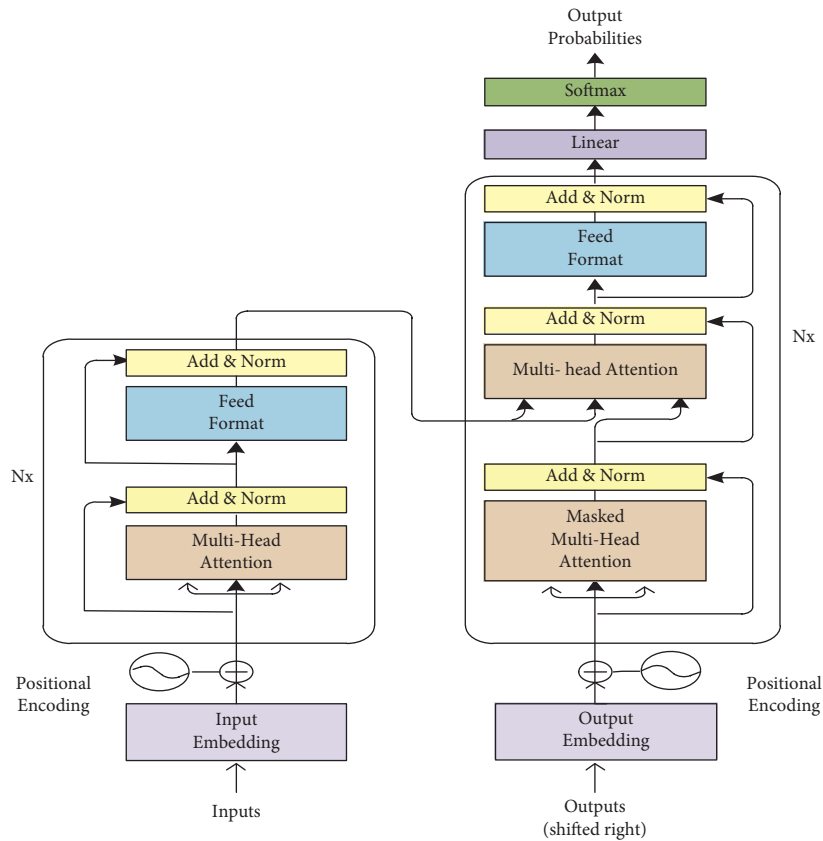 Output
Probabilities
Softmax
Linear
Add & Norm
Feed
Format
Add & Norm
Multi- head Attention
Nx
Add & Norm
Masked
Multi-Head
Attention
Positional
Encoding
Output
Embedding
Outputs
(shifted right)
Add & Norm
Feed
Format
Nx
Add & Norm
Multi-Head
Attention
Positional
Encoding
Input
Embedding
Inputs